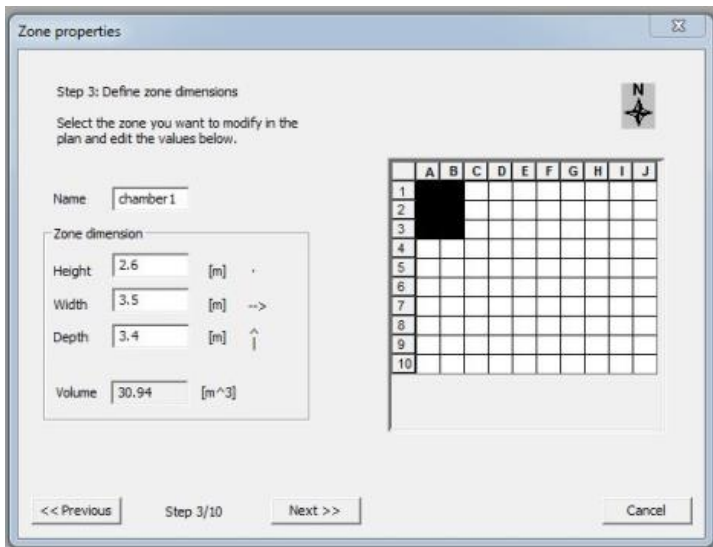 Zone properties
Step 3: Define zone dimensions
Select the zone you want to modify in the
plan and edit the values below.
N
Name chamber1
Zone dimension
Height 2.6 [m] .
Width 3.5 [m] -->
Depth 3.4 [m] ^
|
Volume 30.94 [m^3]
A B C D E F G H I J
1
2
3
4
5
6
7
8
9
10
<< Previous Step 3/10 Next >> Cancel